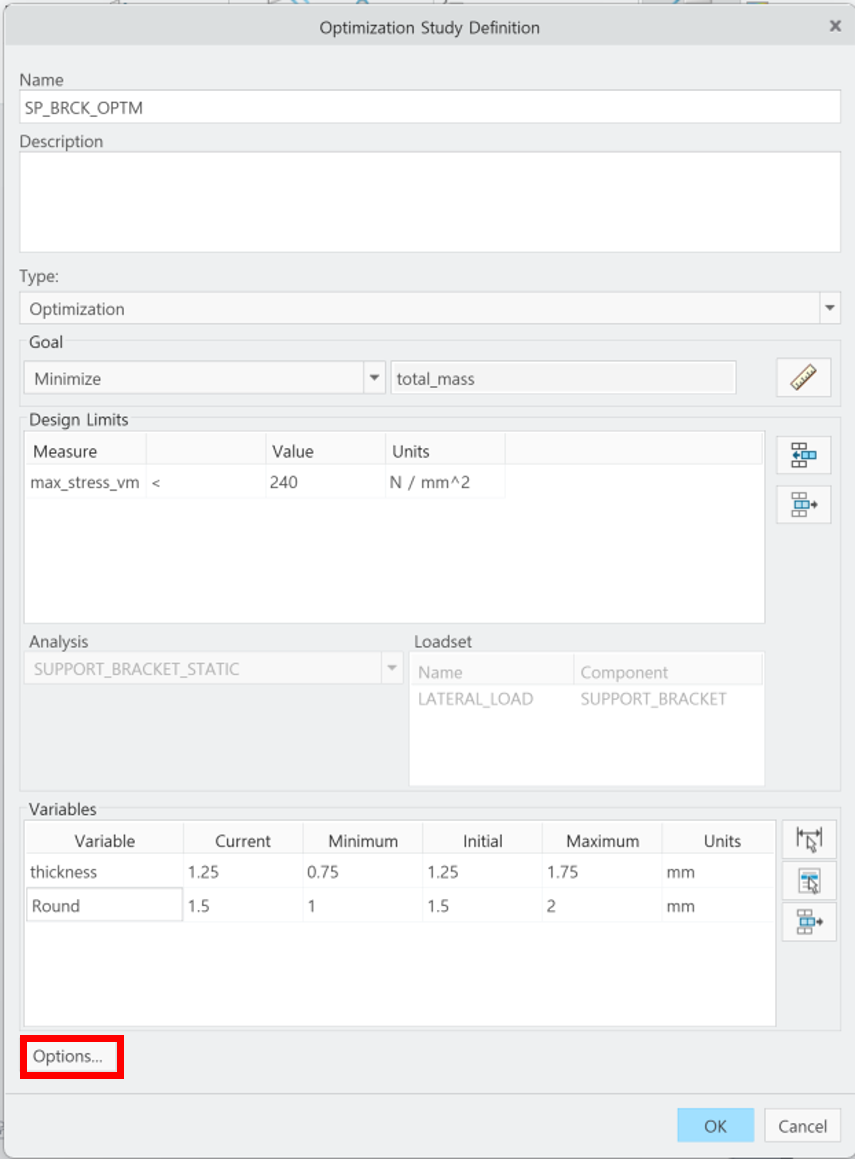 Optimization Study Definition
Name
SP_BRCK_OPTM
Description
Type:
Optimization
Goal
Minimize total_mass
Design Limits
Measure Value Units
max_stress_vm < 240 N / mm^2
Analysis Loadset
SUPPORT_BRACKET_STATIC Name Component
LATERAL_LOAD SUPPORT_BRACKET
Variables
Variable Current Minimum Initial Maximum Units
thickness 1.25 0.75 1.25 1.75 mm
Round 1.5 1 1.5 2 mm
Options...
OK Cancel